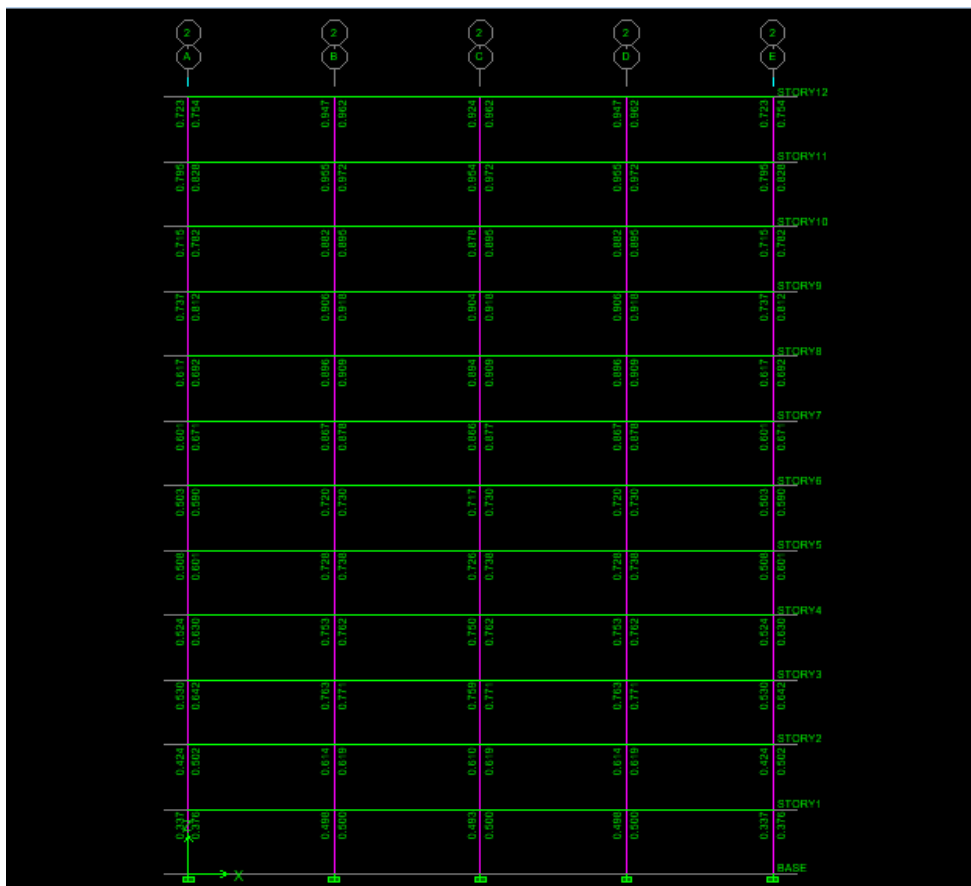 2 2 2 2 2
A B C D E
STORY12
0.723 0.754 0.947 0.962 0.924 0.962 0.947 0.962 0.723 0.754
STORY11
0.795 0.828 0.955 0.972 0.954 0.972 0.955 0.972 0.795 0.828
STORY10
0.715 0.782 0.882 0.895 0.878 0.895 0.882 0.895 0.715 0.782
STORY9
0.737 0.812 0.906 0.918 0.904 0.918 0.906 0.918 0.737 0.812
STORY8
0.617 0.692 0.896 0.909 0.894 0.909 0.896 0.909 0.617 0.692
STORY7
0.601 0.671 0.867 0.878 0.866 0.877 0.867 0.878 0.601 0.671
STORY6
0.503 0.590 0.720 0.730 0.717 0.730 0.720 0.730 0.503 0.590
STORY5
0.508 0.601 0.728 0.738 0.726 0.738 0.728 0.738 0.508 0.601
STORY4
0.524 0.630 0.753 0.762 0.750 0.762 0.753 0.762 0.524 0.630
STORY3
0.530 0.642 0.763 0.771 0.759 0.771 0.763 0.771 0.530 0.642
STORY2
0.424 0.502 0.614 0.619 0.610 0.619 0.614 0.619 0.424 0.502
STORY1
0.337 0.376 0.498 0.500 0.493 0.500 0.498 0.500 0.337 0.376
Z
X
BASE